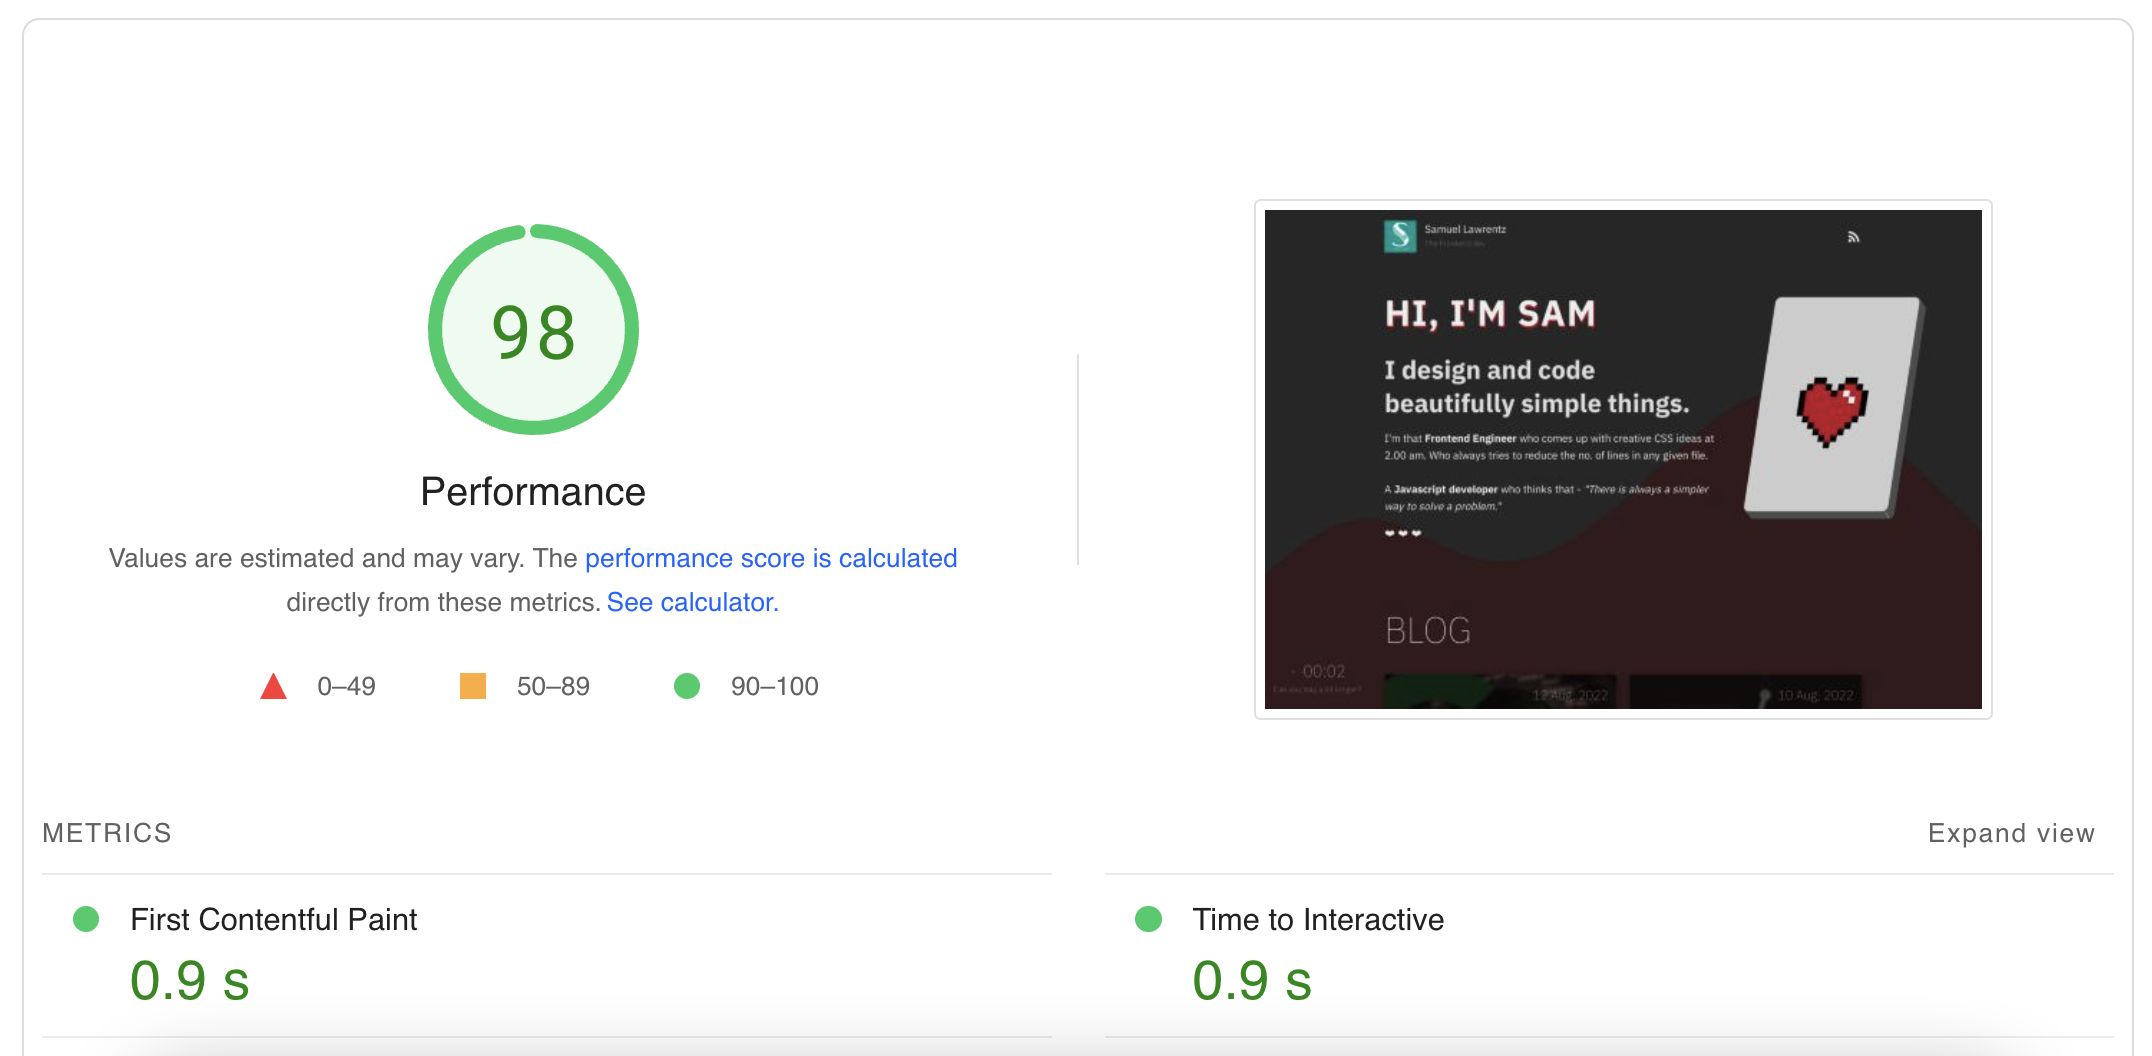 98
Performance
Values are estimated and may vary. The performance score is calculated
directly from these metrics. See calculator.
0–49
50–89
90–100
Samuel Lawrentz
HI, I'M SAM
I design and code
beautifully simple things.
I'm that Frontend Engineer who comes up with creative CSS ideas at
2.00 am. Who always tries to reduce the no. of lines in any given file.
A Javascript developer who thinks that - "There is always a simpler
way to solve a problem."
BLOG
00:02
12 Aug, 2022
10 Aug, 2022
METRICS
Expand view
First Contentful Paint
0.9 s
Time to Interactive
0.9 s